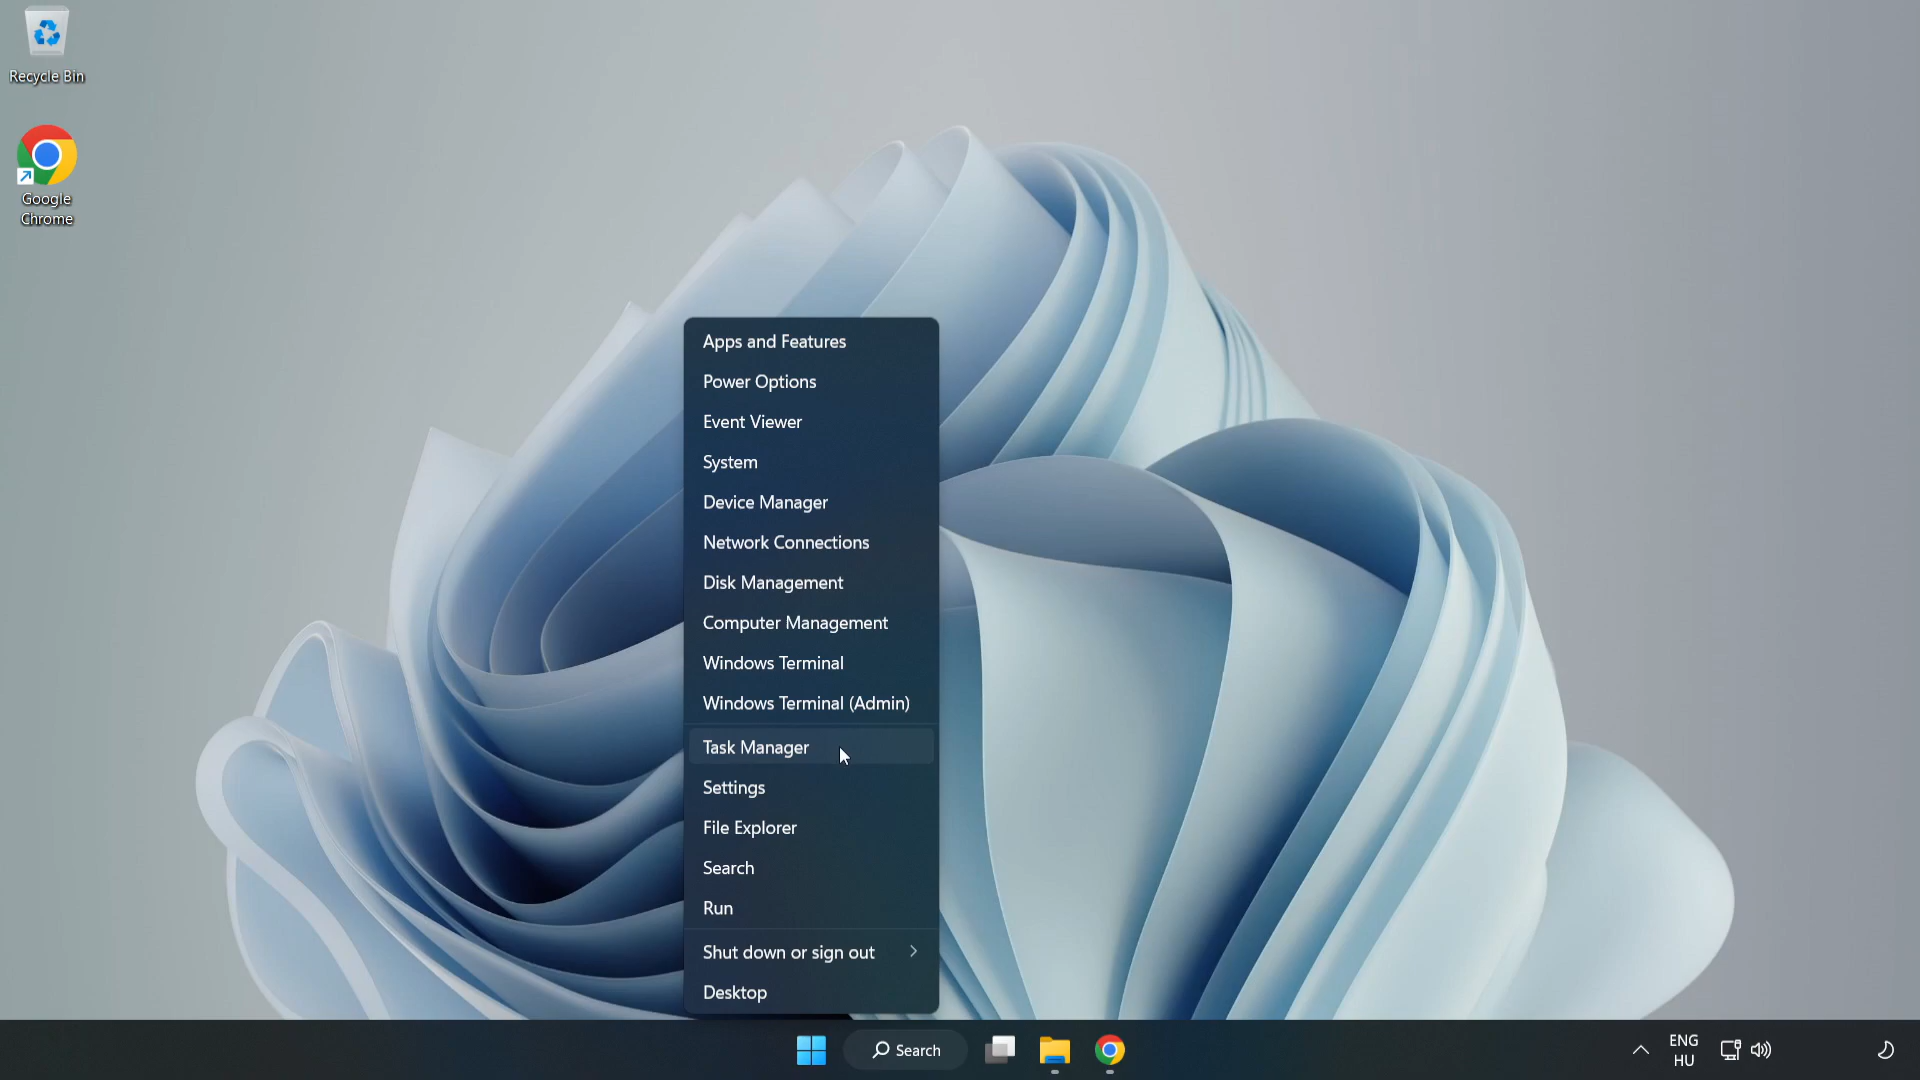 Recycle Bin
Google
Chrome
Apps and Features
Power Options
Event Viewer
System
Device Manager
Network Connections
Disk Management
Computer Management
Windows Terminal
Windows Terminal (Admin)
Task Manager
Settings
File Explorer
Search
Run
Shut down or sign out
Desktop
Search
ENG
HU